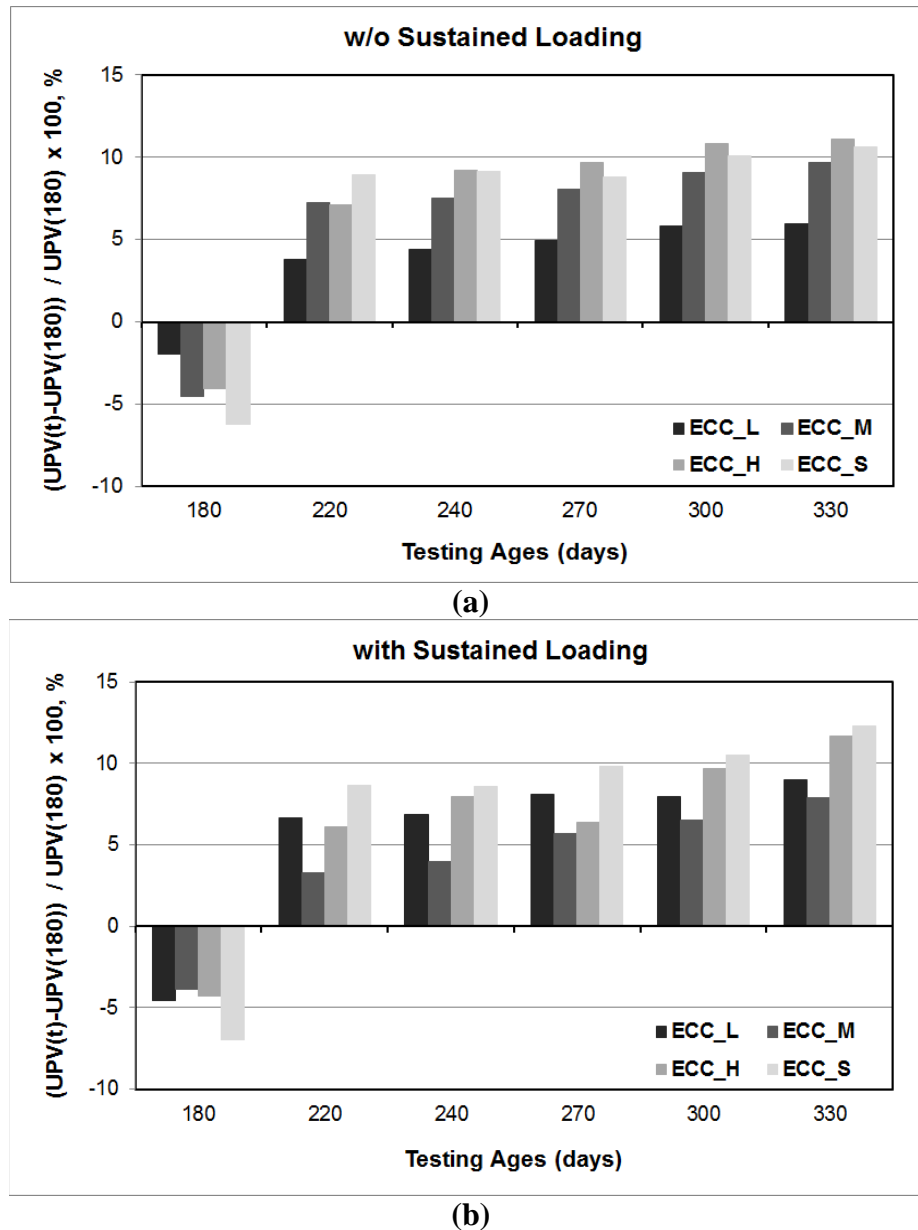 w/o Sustained Loading
(UPV(t)-UPV(180)) / UPV(180) x 100, %
15
10
5
0
-5
-10
ECC_L ECC_M
ECC_H ECC_S
180 220 240 270 300 330
Testing Ages (days)
(a)
with Sustained Loading
(UPV(t)-UPV(180)) / UPV(180) x 100, %
15
10
5
0
-5
-10
ECC_L ECC_M
ECC_H ECC_S
180 220 240 270 300 330
Testing Ages (days)
(b)